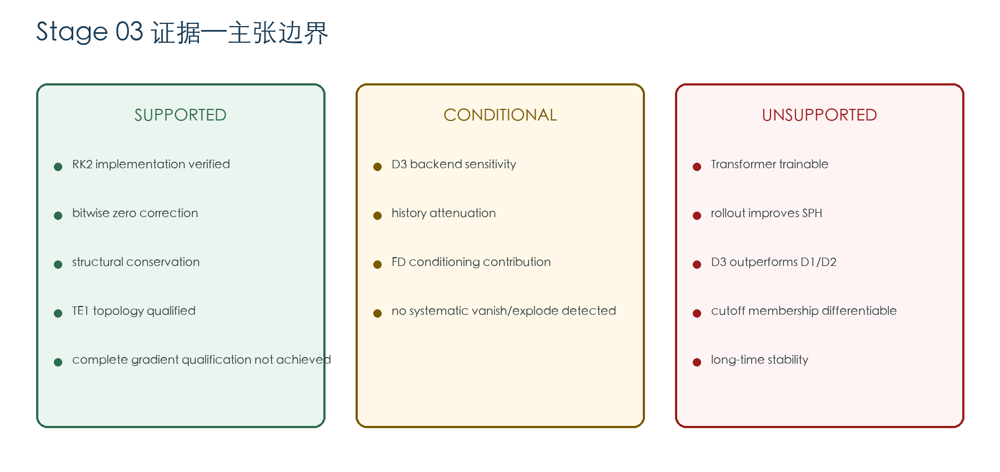 Stage 03 证据—主张边界
SUPPORTED
RK2 implementation verified
bitwise zero correction
structural conservation
TE1 topology qualified
complete gradient qualification not achieved
CONDITIONAL
D3 backend sensitivity
history attenuation
FD conditioning contribution
no systematic vanish/explode detected
UNSUPPORTED
Transformer trainable
rollout improves SPH
D3 outperforms D1/D2
cutoff membership differentiable
long-time stability